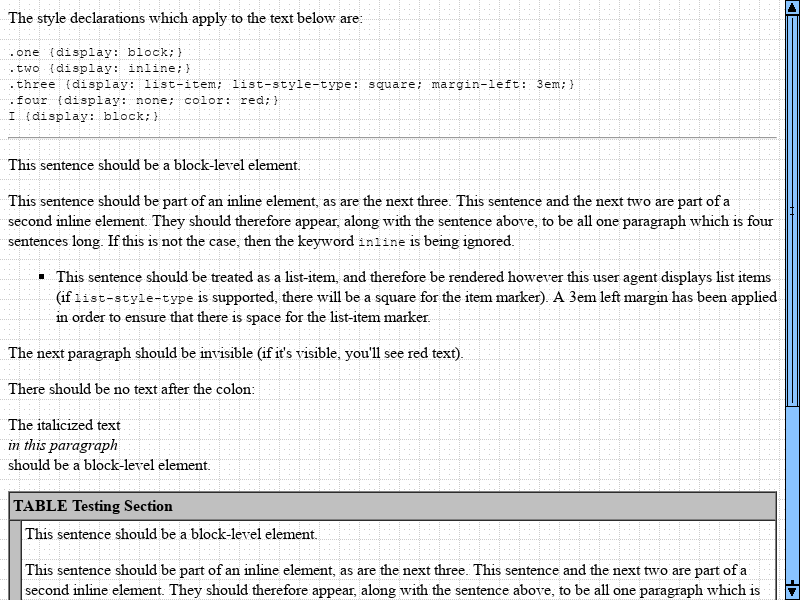 The style declarations which apply to the text below are:
.one {display: block;}
.two {display: inline;}
.three {display: list-item; list-style-type: square; margin-left: 3em;}
.four {display: none; color: red;}
I {display: block;}
This sentence should be a block-level element.
This sentence should be part of an inline element, as are the next three. This sentence and the next two are part of a
second inline element. They should therefore appear, along with the sentence above, to be all one paragraph which is four
sentences long. If this is not the case, then the keyword inline is being ignored.
This sentence should be treated as a list-item, and therefore be rendered however this user agent displays list items
(if list-style-type is supported, there will be a square for the item marker). A 3em left margin has been applied
in order to ensure that there is space for the list-item marker.
The next paragraph should be invisible (if it's visible, you'll see red text).
There should be no text after the colon:
The italicized text
in this paragraph
should be a block-level element.
TABLE Testing Section
This sentence should be a block-level element.
This sentence should be part of an inline element, as are the next three. This sentence and the next two are part of a
second inline element. They should therefore appear, along with the sentence above, to be all one paragraph which is